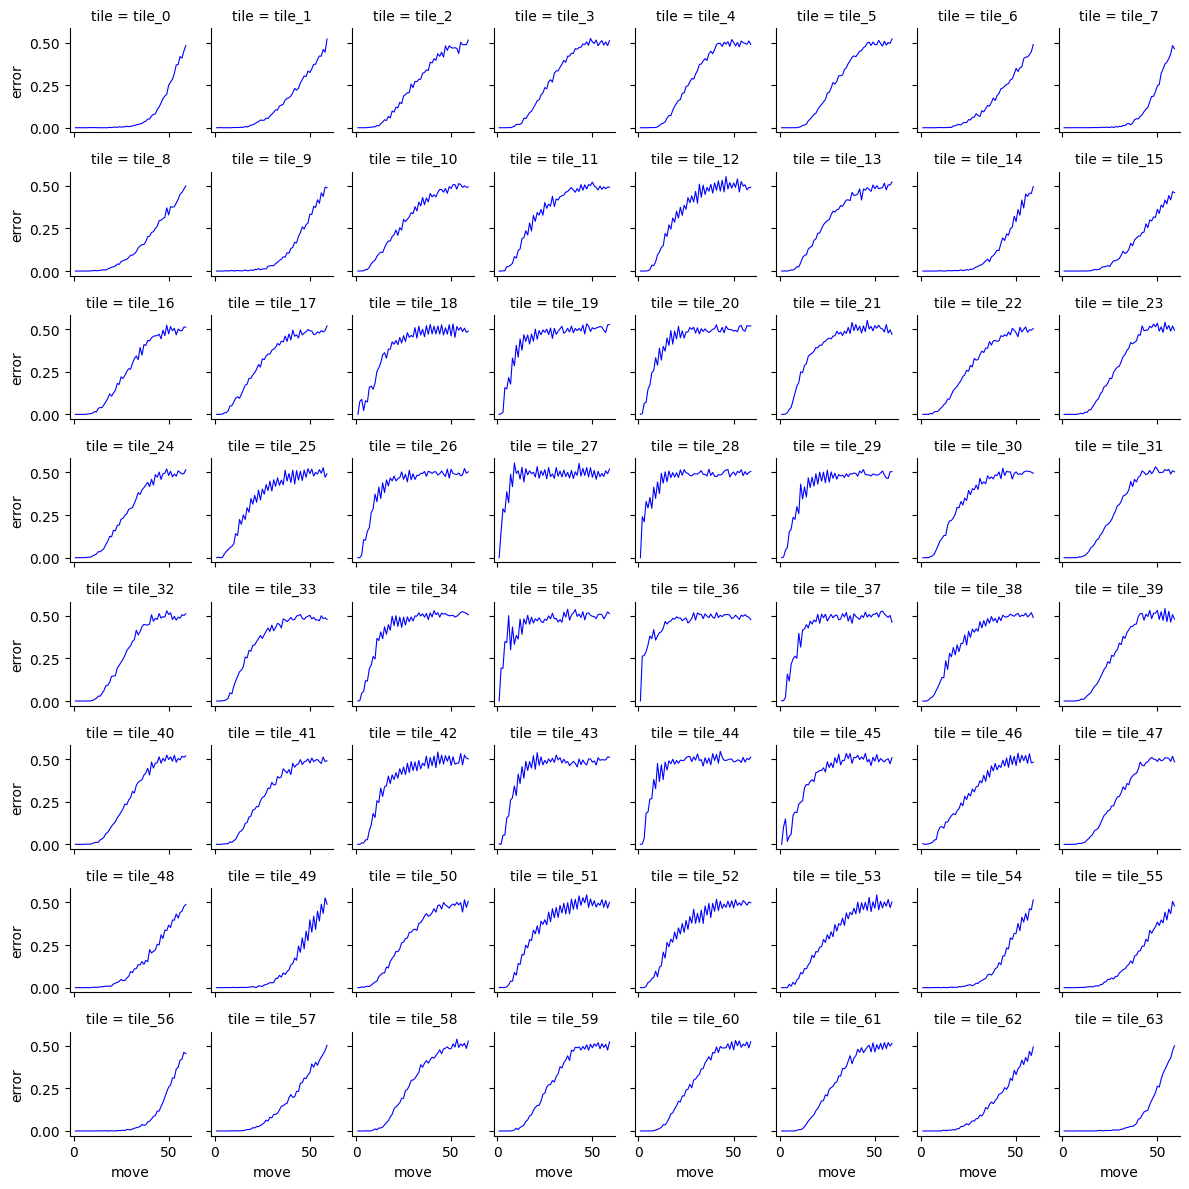 tile = tile_0 tile = tile_1 tile = tile_2 tile = tile_3 tile = tile_4 tile = tile_5 tile = tile_6 tile = tile_7
0.50
error
0.25
0.00
tile = tile_8 tile = tile_9 tile = tile_10 tile = tile_11 tile = tile_12 tile = tile_13 tile = tile_14 tile = tile_15
0.50
error
0.25
0.00
tile = tile_16 tile = tile_17 tile = tile_18 tile = tile_19 tile = tile_20 tile = tile_21 tile = tile_22 tile = tile_23
0.50
error
0.25
0.00
tile = tile_24 tile = tile_25 tile = tile_26 tile = tile_27 tile = tile_28 tile = tile_29 tile = tile_30 tile = tile_31
0.50
error
0.25
0.00
tile = tile_32 tile = tile_33 tile = tile_34 tile = tile_35 tile = tile_36 tile = tile_37 tile = tile_38 tile = tile_39
0.50
error
0.25
0.00
tile = tile_40 tile = tile_41 tile = tile_42 tile = tile_43 tile = tile_44 tile = tile_45 tile = tile_46 tile = tile_47
0.50
error
0.25
0.00
tile = tile_48 tile = tile_49 tile = tile_50 tile = tile_51 tile = tile_52 tile = tile_53 tile = tile_54 tile = tile_55
0.50
error
0.25
0.00
tile = tile_56 tile = tile_57 tile = tile_58 tile = tile_59 tile = tile_60 tile = tile_61 tile = tile_62 tile = tile_63
0.50
error
0.25
0.00
0 50 0 50 0 50 0 50 0 50 0 50 0 50 0 50
move move move move move move move move